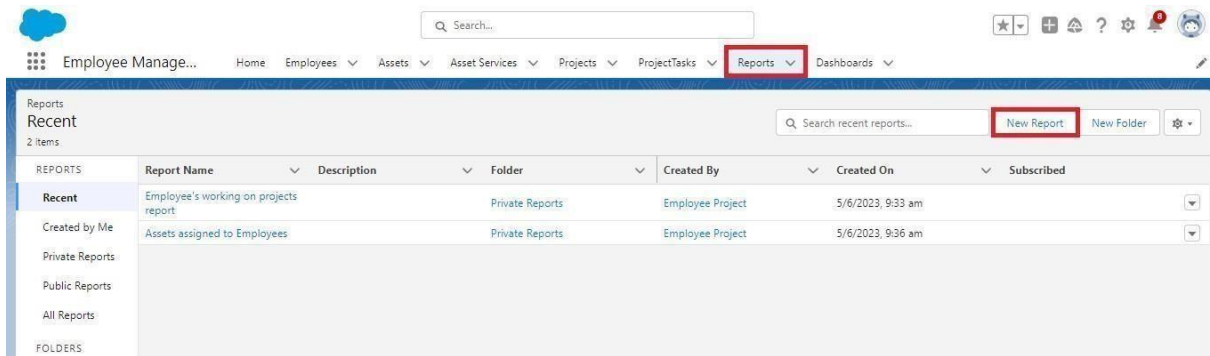 Search...
8
Employee Manage... Home Employees Assets Asset Services Projects ProjectTasks Reports Dashboards
Reports
Recent
2 items
Search recent reports...
New Report
New Folder
REPORTS
Report Name Description Folder Created By Created On Subscribed
Recent
Employee's working on projects
report
Private Reports Employee Project 5/6/2023, 9:33 am
Created by Me
Assets assigned to Employees Private Reports Employee Project 5/6/2023, 9:36 am
Private Reports
Public Reports
All Reports
FOLDERS